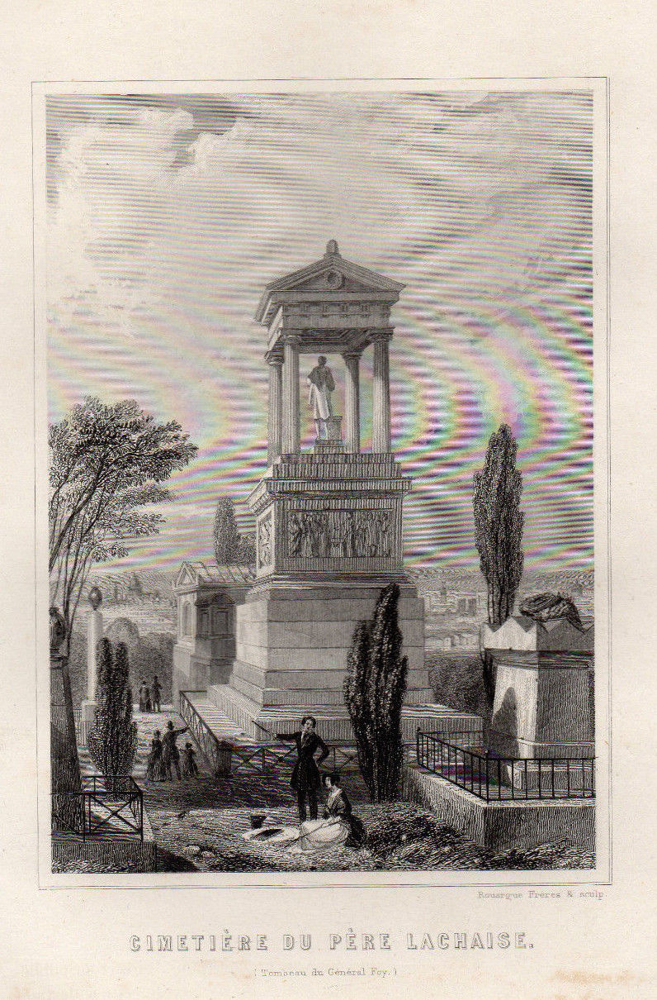 Rouargue Frères & sculp.
CIMETIÈRE DU PÈRE LACHAISE.
(Tombeau du Général Foy.)